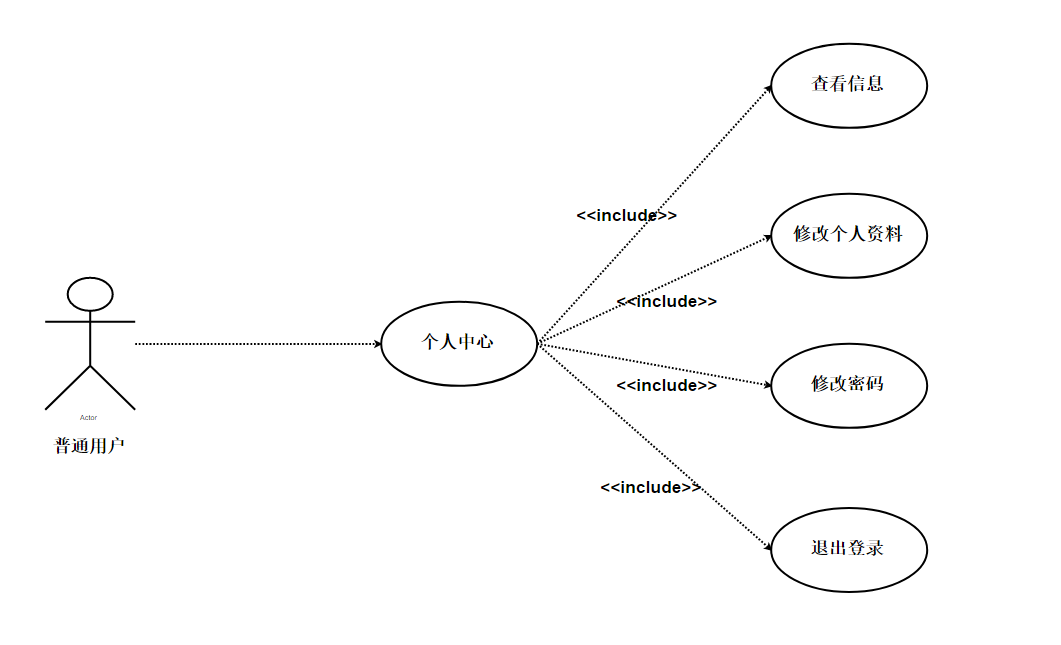 查看信息
<<include>>
修改个人资料
<<include>>
个人中心
修改密码
<<include>>
Actor
普通用户
<<include>>
退出登录